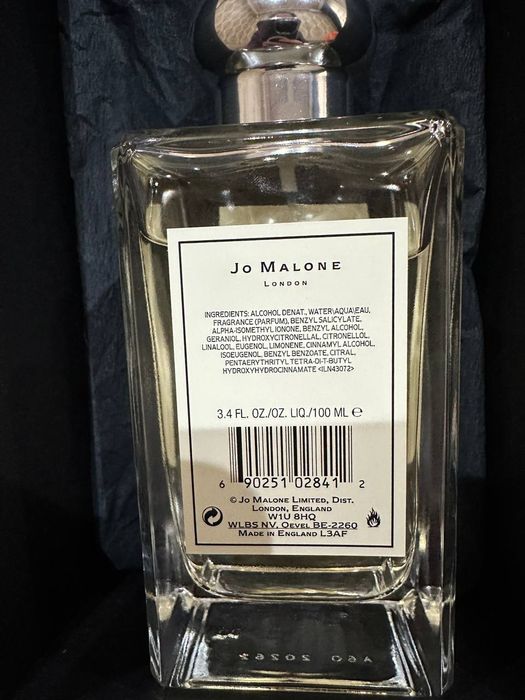 Jo Malone
London
INGREDIENTS: ALCOHOL DENAT., WATER\AQUA\EAU,
FRAGRANCE (PARFUM), BENZYL SALICYLATE,
ALPHA-ISOMETHYL IONONE, BENZYL ALCOHOL,
GERANIOL, HYDROXYCITRONELLAL, CITRONELLOL,
LINALOOL, EUGENOL, LIMONENE, CINNAMYL ALCOHOL,
ISOEUGENOL, BENZYL BENZOATE, CITRAL,
PENTAERYTHRITYL TETRA-DI-T-BUTYL
HYDROXYHYDROCINNAMATE <ILN43072>
3.4 FL. OZ./OZ. LIQ./100 ML ℮
6 90251 02841 2
© Jo Malone Limited, Dist.
London, England
W1U 8HQ
WLBS NV. Oevel BE-2260
Made in England L3AF